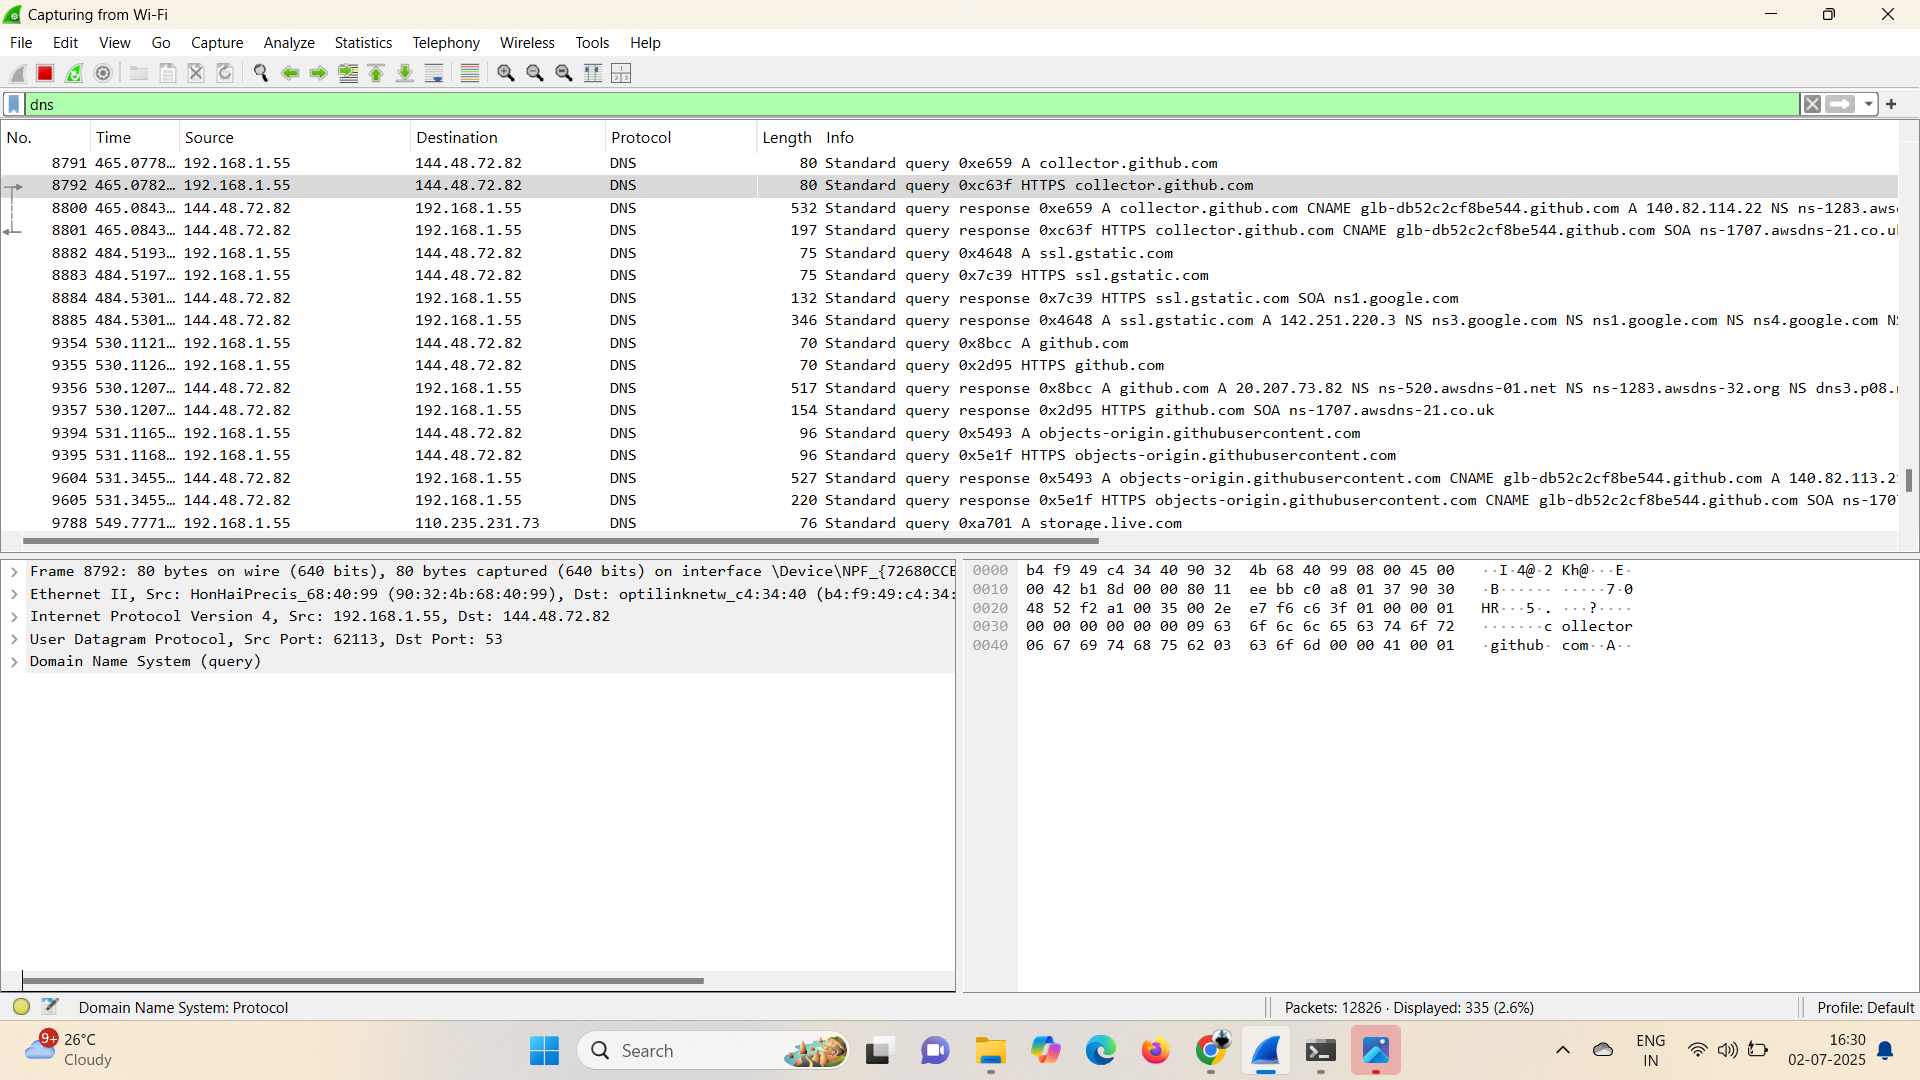 Capturing from Wi-Fi
File Edit View Go Capture Analyze Statistics Telephony Wireless Tools Help
dns
No. Time Source Destination Protocol Length Info
8791 465.0778… 192.168.1.55 144.48.72.82 DNS 80 Standard query 0xe659 A collector.github.com
8792 465.0782… 192.168.1.55 144.48.72.82 DNS 80 Standard query 0xc63f HTTPS collector.github.com
8800 465.0843… 144.48.72.82 192.168.1.55 DNS 532 Standard query response 0xe659 A collector.github.com CNAME glb-db52c2cf8be544.github.com A 140.82.114.22 NS ns-1283.aws
8801 465.0843… 144.48.72.82 192.168.1.55 DNS 197 Standard query response 0xc63f HTTPS collector.github.com CNAME glb-db52c2cf8be544.github.com SOA ns-1707.awsdns-21.co.u
8882 484.5193… 192.168.1.55 144.48.72.82 DNS 75 Standard query 0x4648 A ssl.gstatic.com
8883 484.5197… 192.168.1.55 144.48.72.82 DNS 75 Standard query 0x7c39 HTTPS ssl.gstatic.com
8884 484.5301… 144.48.72.82 192.168.1.55 DNS 132 Standard query response 0x7c39 HTTPS ssl.gstatic.com SOA ns1.google.com
8885 484.5301… 144.48.72.82 192.168.1.55 DNS 346 Standard query response 0x4648 A ssl.gstatic.com A 142.251.220.3 NS ns3.google.com NS ns1.google.com NS ns4.google.com N
9354 530.1121… 192.168.1.55 144.48.72.82 DNS 70 Standard query 0x8bcc A github.com
9355 530.1126… 192.168.1.55 144.48.72.82 DNS 70 Standard query 0x2d95 HTTPS github.com
9356 530.1207… 144.48.72.82 192.168.1.55 DNS 517 Standard query response 0x8bcc A github.com A 20.207.73.82 NS ns-520.awsdns-01.net NS ns-1283.awsdns-32.org NS dns3.p08.
9357 530.1207… 144.48.72.82 192.168.1.55 DNS 154 Standard query response 0x2d95 HTTPS github.com SOA ns-1707.awsdns-21.co.uk
9394 531.1165… 192.168.1.55 144.48.72.82 DNS 96 Standard query 0x5493 A objects-origin.githubusercontent.com
9395 531.1168… 192.168.1.55 144.48.72.82 DNS 96 Standard query 0x5e1f HTTPS objects-origin.githubusercontent.com
9604 531.3455… 144.48.72.82 192.168.1.55 DNS 527 Standard query response 0x5493 A objects-origin.githubusercontent.com CNAME glb-db52c2cf8be544.github.com A 140.82.113.2
9605 531.3455… 144.48.72.82 192.168.1.55 DNS 220 Standard query response 0x5e1f HTTPS objects-origin.githubusercontent.com CNAME glb-db52c2cf8be544.github.com SOA ns-170
9788 549.7771… 192.168.1.55 110.235.231.73 DNS 76 Standard query 0xa701 A storage.live.com
Frame 8792: 80 bytes on wire (640 bits), 80 bytes captured (640 bits) on interface \Device\NPF_{72680CCE
Ethernet II, Src: HonHaiPrecis_68:40:99 (90:32:4b:68:40:99), Dst: optilinknetw_c4:34:40 (b4:f9:49:c4:34:
Internet Protocol Version 4, Src: 192.168.1.55, Dst: 144.48.72.82
User Datagram Protocol, Src Port: 62113, Dst Port: 53
Domain Name System (query)
0000 b4 f9 49 c4 34 40 90 32 4b 68 40 99 08 00 45 00 ··I·4@·2 Kh@···E·
0010 00 42 b1 8d 00 00 80 11 ee bb c0 a8 01 37 90 30 ·B······ ·····7·0
0020 48 52 f2 a1 00 35 00 2e e7 f6 c6 3f 01 00 00 01 HR···5·. ···?····
0030 00 00 00 00 00 00 09 63 6f 6c 6c 65 63 74 6f 72 ·······c ollector
0040 06 67 69 74 68 75 62 03 63 6f 6d 00 00 41 00 01 ·github· com··A··
Domain Name System: Protocol
Packets: 12826 · Displayed: 335 (2.6%)
Profile: Default
9+
26°C
Cloudy
Search
ENG
IN
16:30
02-07-2025